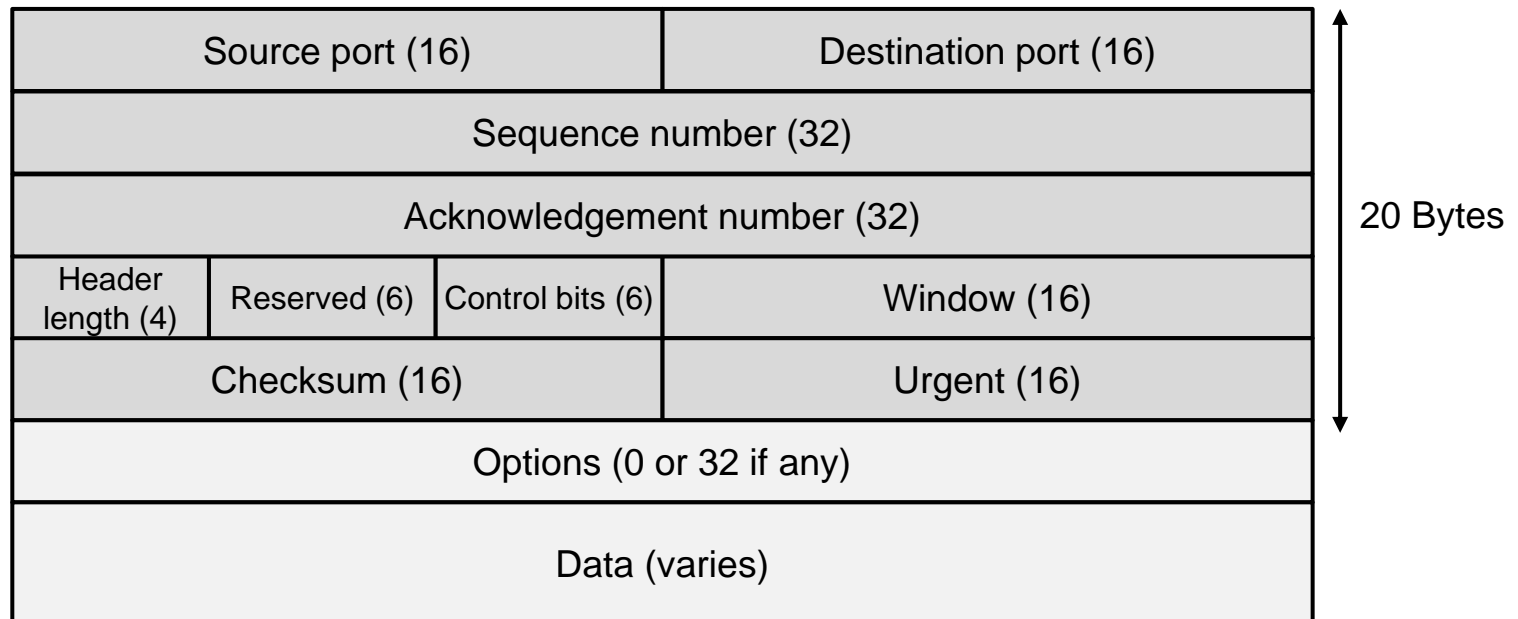 Source port (16)
Destination port (16)
Sequence number (32)
Acknowledgement number (32)
20 Bytes
Header
length (4)
Reserved (6)
Control bits (6)
Window (16)
Checksum (16)
Urgent (16)
Options (0 or 32 if any)
Data (varies)